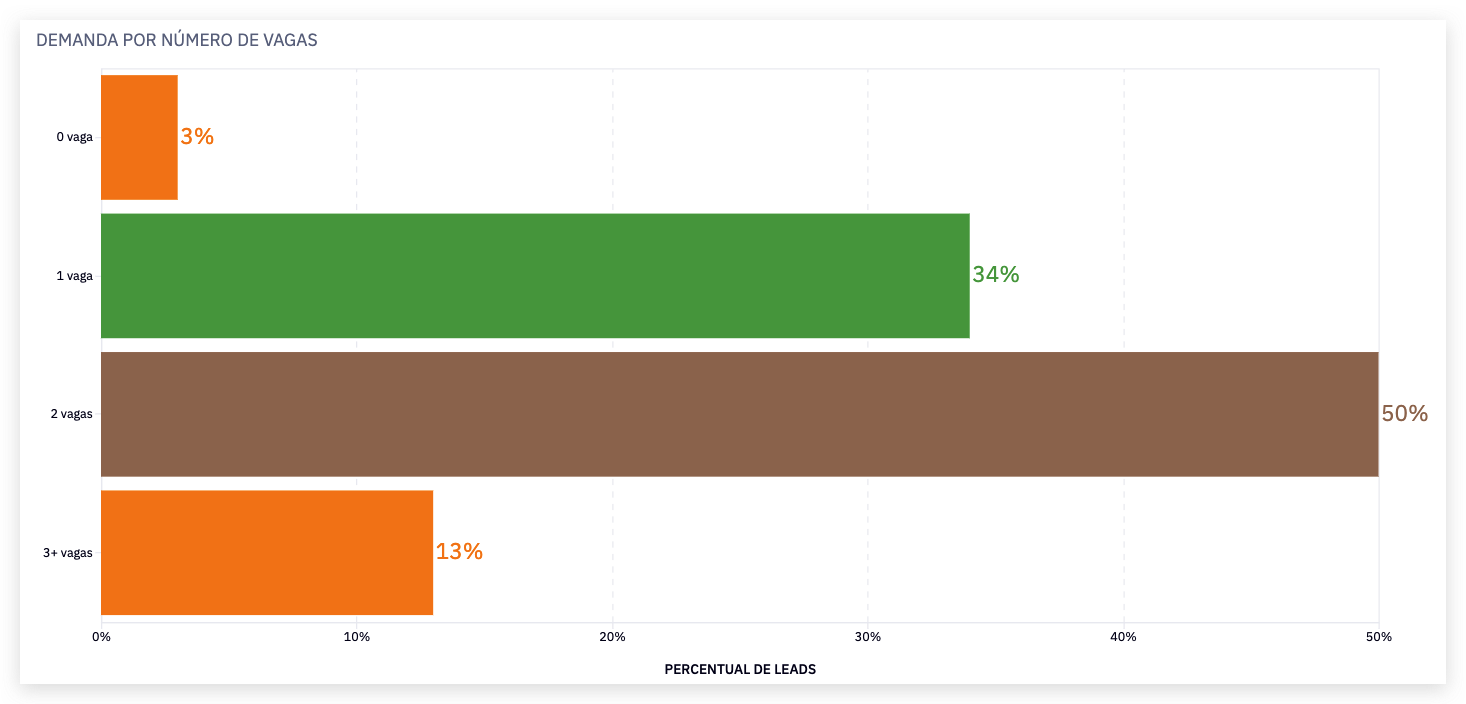 DEMANDA POR NÚMERO DE VAGAS
0 vaga
3%
1 vaga
34%
2 vagas
50%
3+ vagas
13%
0%
10%
20%
30%
40%
50%
PERCENTUAL DE LEADS